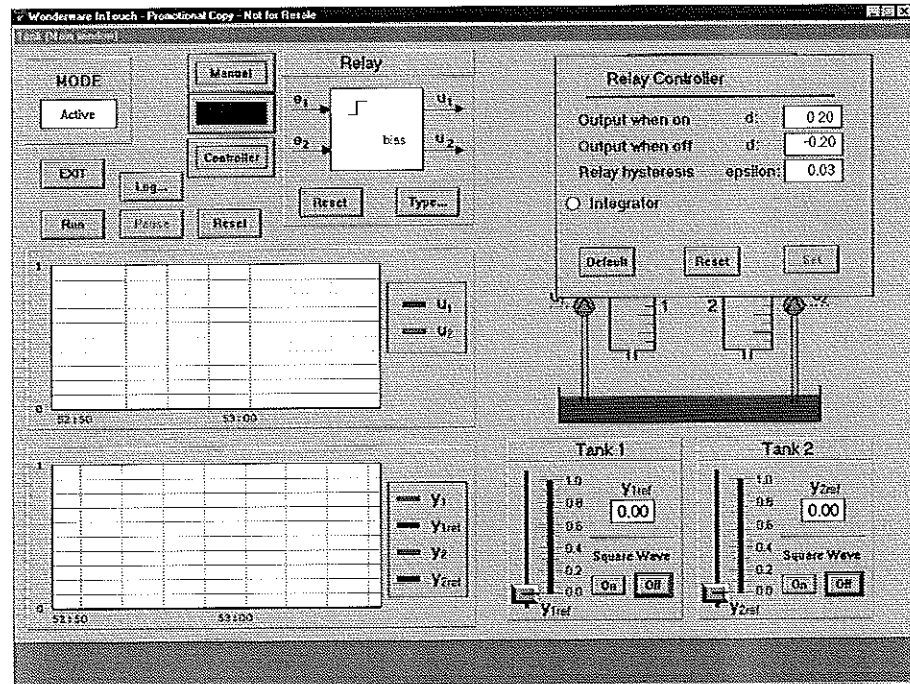 Wonderware InTouch - Promotional Copy - Not for Resale
Tank [Main Window]
MODE
Active
Manual
Controller
EXIT
Log...
Run
Pause
Reset
Relay
e1
e2
bias
u1
u2
Reset
Type...
Relay Controller
Output when on d: 0.20
Output when off d: -0.20
Relay hysteresis epsilon: 0.03
Integrator
Default
Reset
Set
1
2
1
0
52:50
53:00
u1
u2
1
0
52:50
53:00
y1
y1ref
y2
y2ref
Tank 1
1.0
0.8
0.6
0.4
0.2
0.0
y1ref
0.00
Square Wave
On
Off
y1ref
Tank 2
1.0
0.8
0.6
0.4
0.2
0.0
y2ref
0.00
Square Wave
On
Off
y2ref